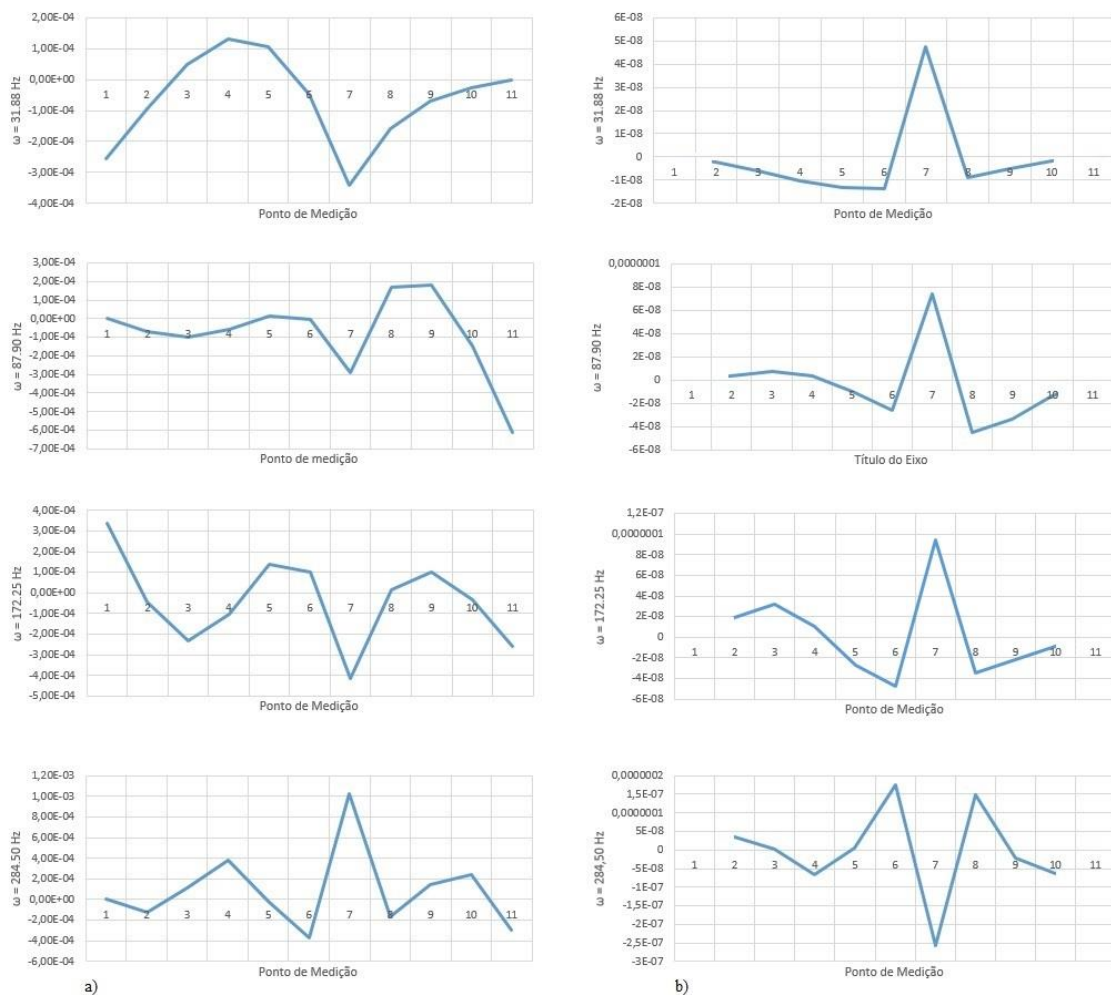 2,00E-04
1,00E-04
0,00E+00
-1,00E-04
-2,00E-04
-3,00E-04
-4,00E-04
ω = 31.88 Hz
1 2 3 4 5 6 7 8 9 10 11
Ponto de Medição
6E-08
5E-08
4E-08
3E-08
2E-08
1E-08
0
-1E-08
-2E-08
ω = 31.88 Hz
1 2 3 4 5 6 7 8 9 10 11
Ponto de Medição
3,00E-04
2,00E-04
1,00E-04
0,00E+00
-1,00E-04
-2,00E-04
-3,00E-04
-4,00E-04
-5,00E-04
-6,00E-04
-7,00E-04
ω = 87.90 Hz
1 2 3 4 5 6 7 8 9 10 11
Ponto de medição
0,0000001
8E-08
6E-08
4E-08
2E-08
0
-2E-08
-4E-08
-6E-08
ω = 87.90 Hz
1 2 3 4 5 6 7 8 9 10 11
Título do Eixo
4,00E-04
3,00E-04
2,00E-04
1,00E-04
0,00E+00
-1,00E-04
-2,00E-04
-3,00E-04
-4,00E-04
-5,00E-04
ω = 172.25 Hz
1 2 3 4 5 6 7 8 9 10 11
Ponto de Medição
1,2E-07
0,0000001
8E-08
6E-08
4E-08
2E-08
0
-2E-08
-4E-08
-6E-08
ω = 172.25 Hz
1 2 3 4 5 6 7 8 9 10 11
Ponto de Medição
1,20E-03
1,00E-03
8,00E-04
6,00E-04
4,00E-04
2,00E-04
0,00E+00
-2,00E-04
-4,00E-04
-6,00E-04
ω = 284.50 Hz
1 2 3 4 5 6 7 8 9 10 11
Ponto de Medição
0,0000002
1,5E-07
0,0000001
5E-08
0
-5E-08
-1E-07
-1,5E-07
-2E-07
-2,5E-07
-3E-07
ω = 284,50 Hz
1 2 3 4 5 6 7 8 9 10 11
Ponto de Medição
a)
b)